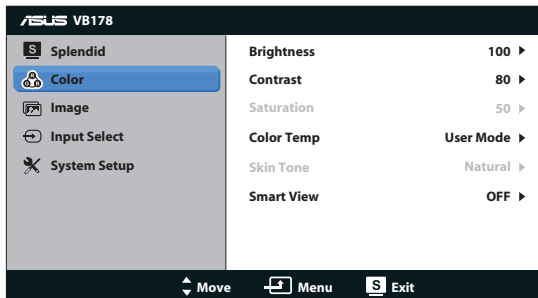 ASUS VB178
S Splendid
Color
Image
Input Select
System Setup
Brightness 100
Contrast 80
Saturation 50
Color Temp User Mode
Skin Tone Natural
Smart View OFF
Move Menu S Exit